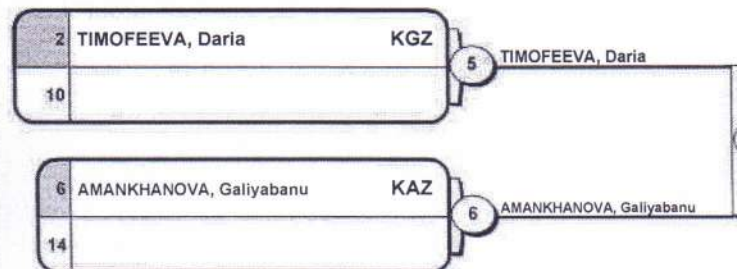 2 TIMOFEEVA, Daria KGZ
5 TIMOFEEVA, Daria
10
6 AMANKHANOVA, Galiyabanu KAZ
6 AMANKHANOVA, Galiyabanu
14